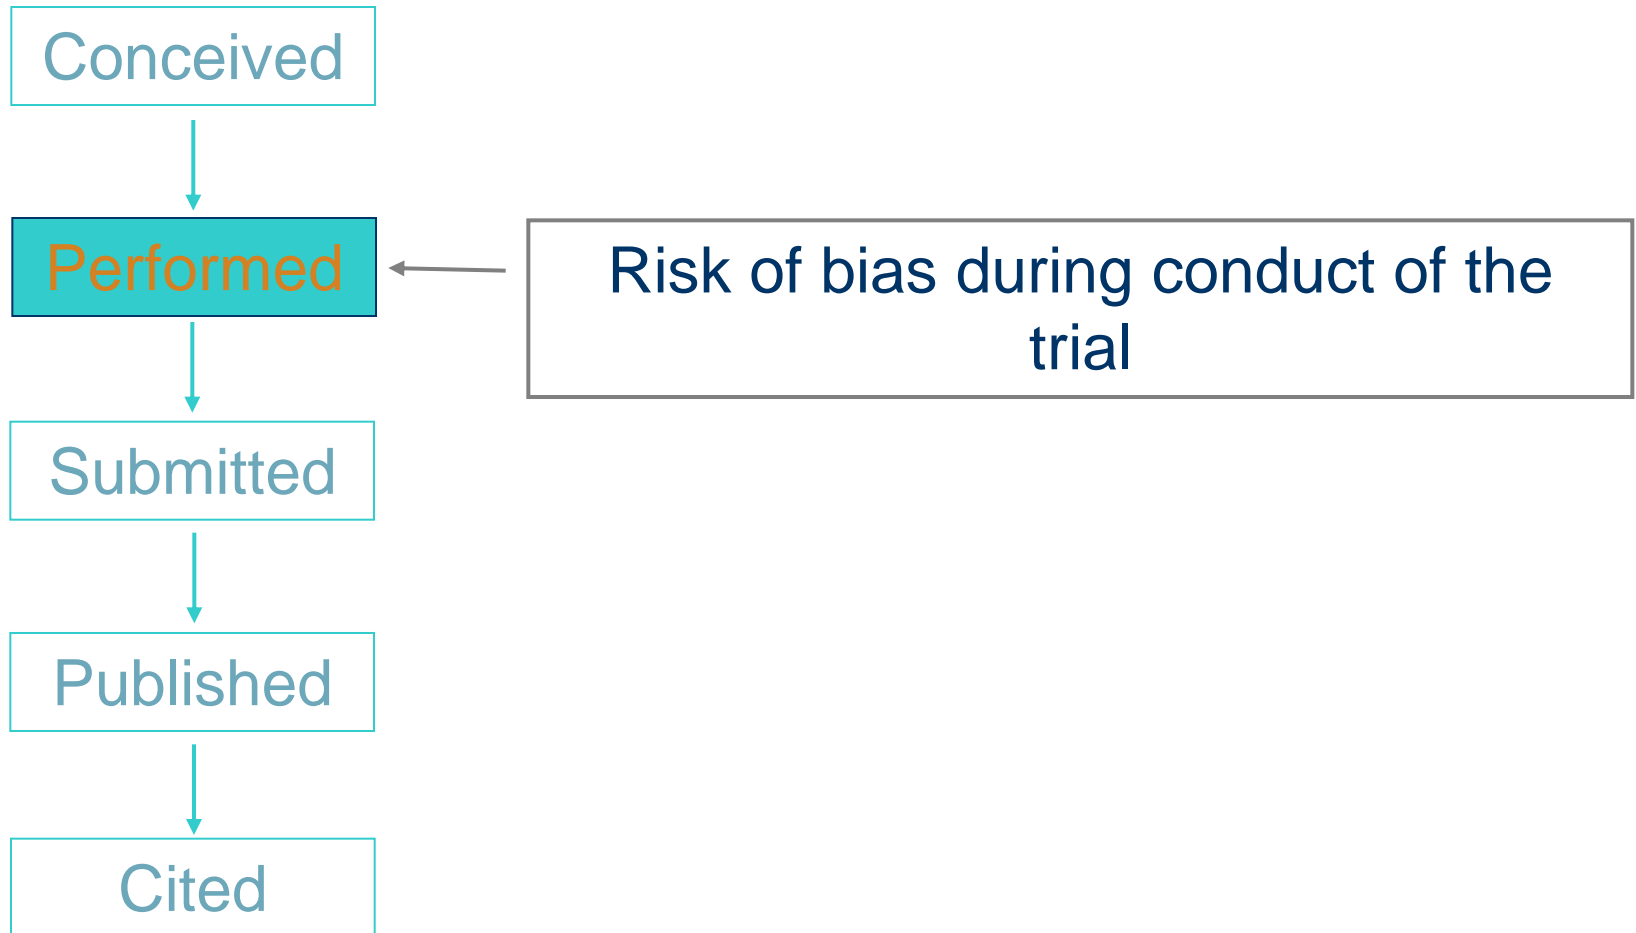 Conceived
Performed
Risk of bias during conduct of the
trial
Submitted
Published
Cited